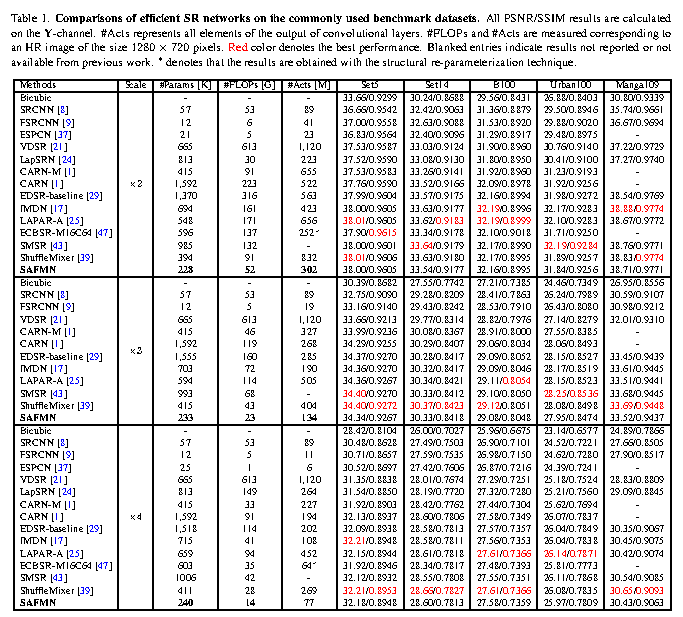 Table 1. Comparisons of efficient SR networks on the commonly used benchmark datasets. All PSNR/SSIM results are calculated
on the Y-channel. #Acts represents all elements of the output of convolutional layers. #FLOPs and #Acts are measured corresponding to
an HR image of the size 1280 × 720 pixels. Red color denotes the best performance. Blanked entries indicate results not reported or not
available from previous work. * denotes that the results are obtained with the structural re-parameterization technique.
Methods Scale #Params [K] #FLOPs [G] #Acts [M] Set5 Set14 B100 Urban100 Manga109
Bicubic - - - 33.66/0.9299 30.24/0.8688 29.56/0.8431 26.88/0.8403 30.80/0.9339
SRCNN [8] 57 53 89 36.66/0.9542 32.42/0.9063 31.36/0.8879 29.50/0.8946 35.74/0.9661
FSRCNN [9] 12 6 41 37.00/0.9558 32.63/0.9088 31.53/0.8920 29.88/0.9020 36.67/0.9694
ESPCN [37] 21 5 23 36.83/0.9564 32.40/0.9096 31.29/0.8917 29.48/0.8975 -
VDSR [21] 665 613 1,120 37.53/0.9587 33.03/0.9124 31.90/0.8960 30.76/0.9140 37.22/0.9729
LapSRN [24] 813 30 223 37.52/0.9590 33.08/0.9130 31.80/0.8950 30.41/0.9100 37.27/0.9740
CARN-M [1] 415 91 655 37.53/0.9583 33.26/0.9141 31.92/0.8960 31.23/0.9193 -
CARN [1] ×2 1,592 223 522 37.76/0.9590 33.52/0.9166 32.09/0.8978 31.92/0.9256 -
EDSR-baseline [29] 1,370 316 563 37.99/0.9604 33.57/0.9175 32.16/0.8994 31.98/0.9272 38.54/0.9769
IMDN [17] 694 161 423 38.00/0.9605 33.63/0.9177 32.19/0.8996 32.17/0.9283 38.88/0.9774
LAPAR-A [25] 548 171 656 38.01/0.9605 33.62/0.9183 32.19/0.8999 32.10/0.9283 38.67/0.9772
ECBSR-M16C64 [47] 596 137 252* 37.90/0.9615 33.34/0.9178 32.10/0.9018 31.71/0.9250 -
SMSR [43] 985 132 - 38.00/0.9601 33.64/0.9179 32.17/0.8990 32.19/0.9284 38.76/0.9771
ShuffleMixer [39] 394 91 832 38.01/0.9606 33.63/0.9180 32.17/0.8995 31.89/0.9257 38.83/0.9774
SAFMN 228 52 302 38.00/0.9605 33.54/0.9177 32.16/0.8995 31.84/0.9256 38.71/0.9771
Bicubic - - - 30.39/0.8682 27.55/0.7742 27.21/0.7385 24.46/0.7349 26.95/0.8556
SRCNN [8] 57 53 89 32.75/0.9090 29.28/0.8209 28.41/0.7863 26.24/0.7989 30.59/0.9107
FSRCNN [9] 12 5 19 33.16/0.9140 29.43/0.8242 28.53/0.7910 26.43/0.8080 30.98/0.9212
VDSR [21] 665 613 1,120 33.66/0.9213 29.77/0.8314 28.82/0.7976 27.14/0.8279 32.01/0.9310
CARN-M [1] 415 46 327 33.99/0.9236 30.08/0.8367 28.91/0.8000 27.55/0.8385 -
CARN [1] 1,592 119 268 34.29/0.9255 30.29/0.8407 29.06/0.8034 28.06/0.8493 -
EDSR-baseline [29] ×3 1,555 160 285 34.37/0.9270 30.28/0.8417 29.09/0.8052 28.15/0.8527 33.45/0.9439
IMDN [17] 703 72 190 34.36/0.9270 30.32/0.8417 29.09/0.8046 28.17/0.8519 33.61/0.9445
LAPAR-A [25] 594 114 505 34.36/0.9267 30.34/0.8421 29.11/0.8054 28.15/0.8523 33.51/0.9441
SMSR [43] 993 68 - 34.40/0.9270 30.33/0.8412 29.10/0.8050 28.25/0.8536 33.68/0.9445
ShuffleMixer [39] 415 43 404 34.40/0.9272 30.37/0.8423 29.12/0.8051 28.08/0.8498 33.69/0.9448
SAFMN 233 23 134 34.34/0.9267 30.33/0.8418 29.08/0.8048 27.95/0.8474 33.52/0.9437
Bicubic - - - 28.42/0.8104 26.00/0.7027 25.96/0.6675 23.14/0.6577 24.89/0.7866
SRCNN [8] 57 53 89 30.48/0.8628 27.49/0.7503 26.90/0.7101 24.52/0.7221 27.66/0.8505
FSRCNN [9] 12 5 11 30.71/0.8657 27.59/0.7535 26.98/0.7150 24.62/0.7280 27.90/0.8517
ESPCN [37] 25 1 6 30.52/0.8697 27.42/0.7606 26.87/0.7216 24.39/0.7241 -
VDSR [21] 665 613 1,120 31.35/0.8838 28.01/0.7674 27.29/0.7251 25.18/0.7524 28.83/0.8809
LapSRN [24] 813 149 264 31.54/0.8850 28.19/0.7720 27.32/0.7280 25.21/0.7560 29.09/0.8845
CARN-M [1] 415 33 227 31.92/0.8903 28.42/0.7762 27.44/0.7304 25.62/0.7694 -
CARN [1] ×4 1,592 91 194 32.13/0.8937 28.60/0.7806 27.58/0.7349 26.07/0.7837 -
EDSR-baseline [29] 1,518 114 202 32.09/0.8938 28.58/0.7813 27.57/0.7357 26.04/0.7849 30.35/0.9067
IMDN [17] 715 41 108 32.21/0.8948 28.58/0.7811 27.56/0.7353 26.04/0.7838 30.45/0.9075
LAPAR-A [25] 659 94 452 32.15/0.8944 28.61/0.7818 27.61/0.7366 26.14/0.7871 30.42/0.9074
ECBSR-M16C64 [47] 603 35 64* 31.92/0.8946 28.34/0.7817 27.48/0.7393 25.81/0.7773 -
SMSR [43] 1006 42 - 32.12/0.8932 28.55/0.7808 27.55/0.7351 26.11/0.7868 30.54/0.9085
ShuffleMixer [39] 411 28 269 32.21/0.8953 28.66/0.7827 27.61/0.7366 26.08/0.7835 30.65/0.9093
SAFMN 240 14 77 32.18/0.8948 28.60/0.7813 27.58/0.7359 25.97/0.7809 30.43/0.9063